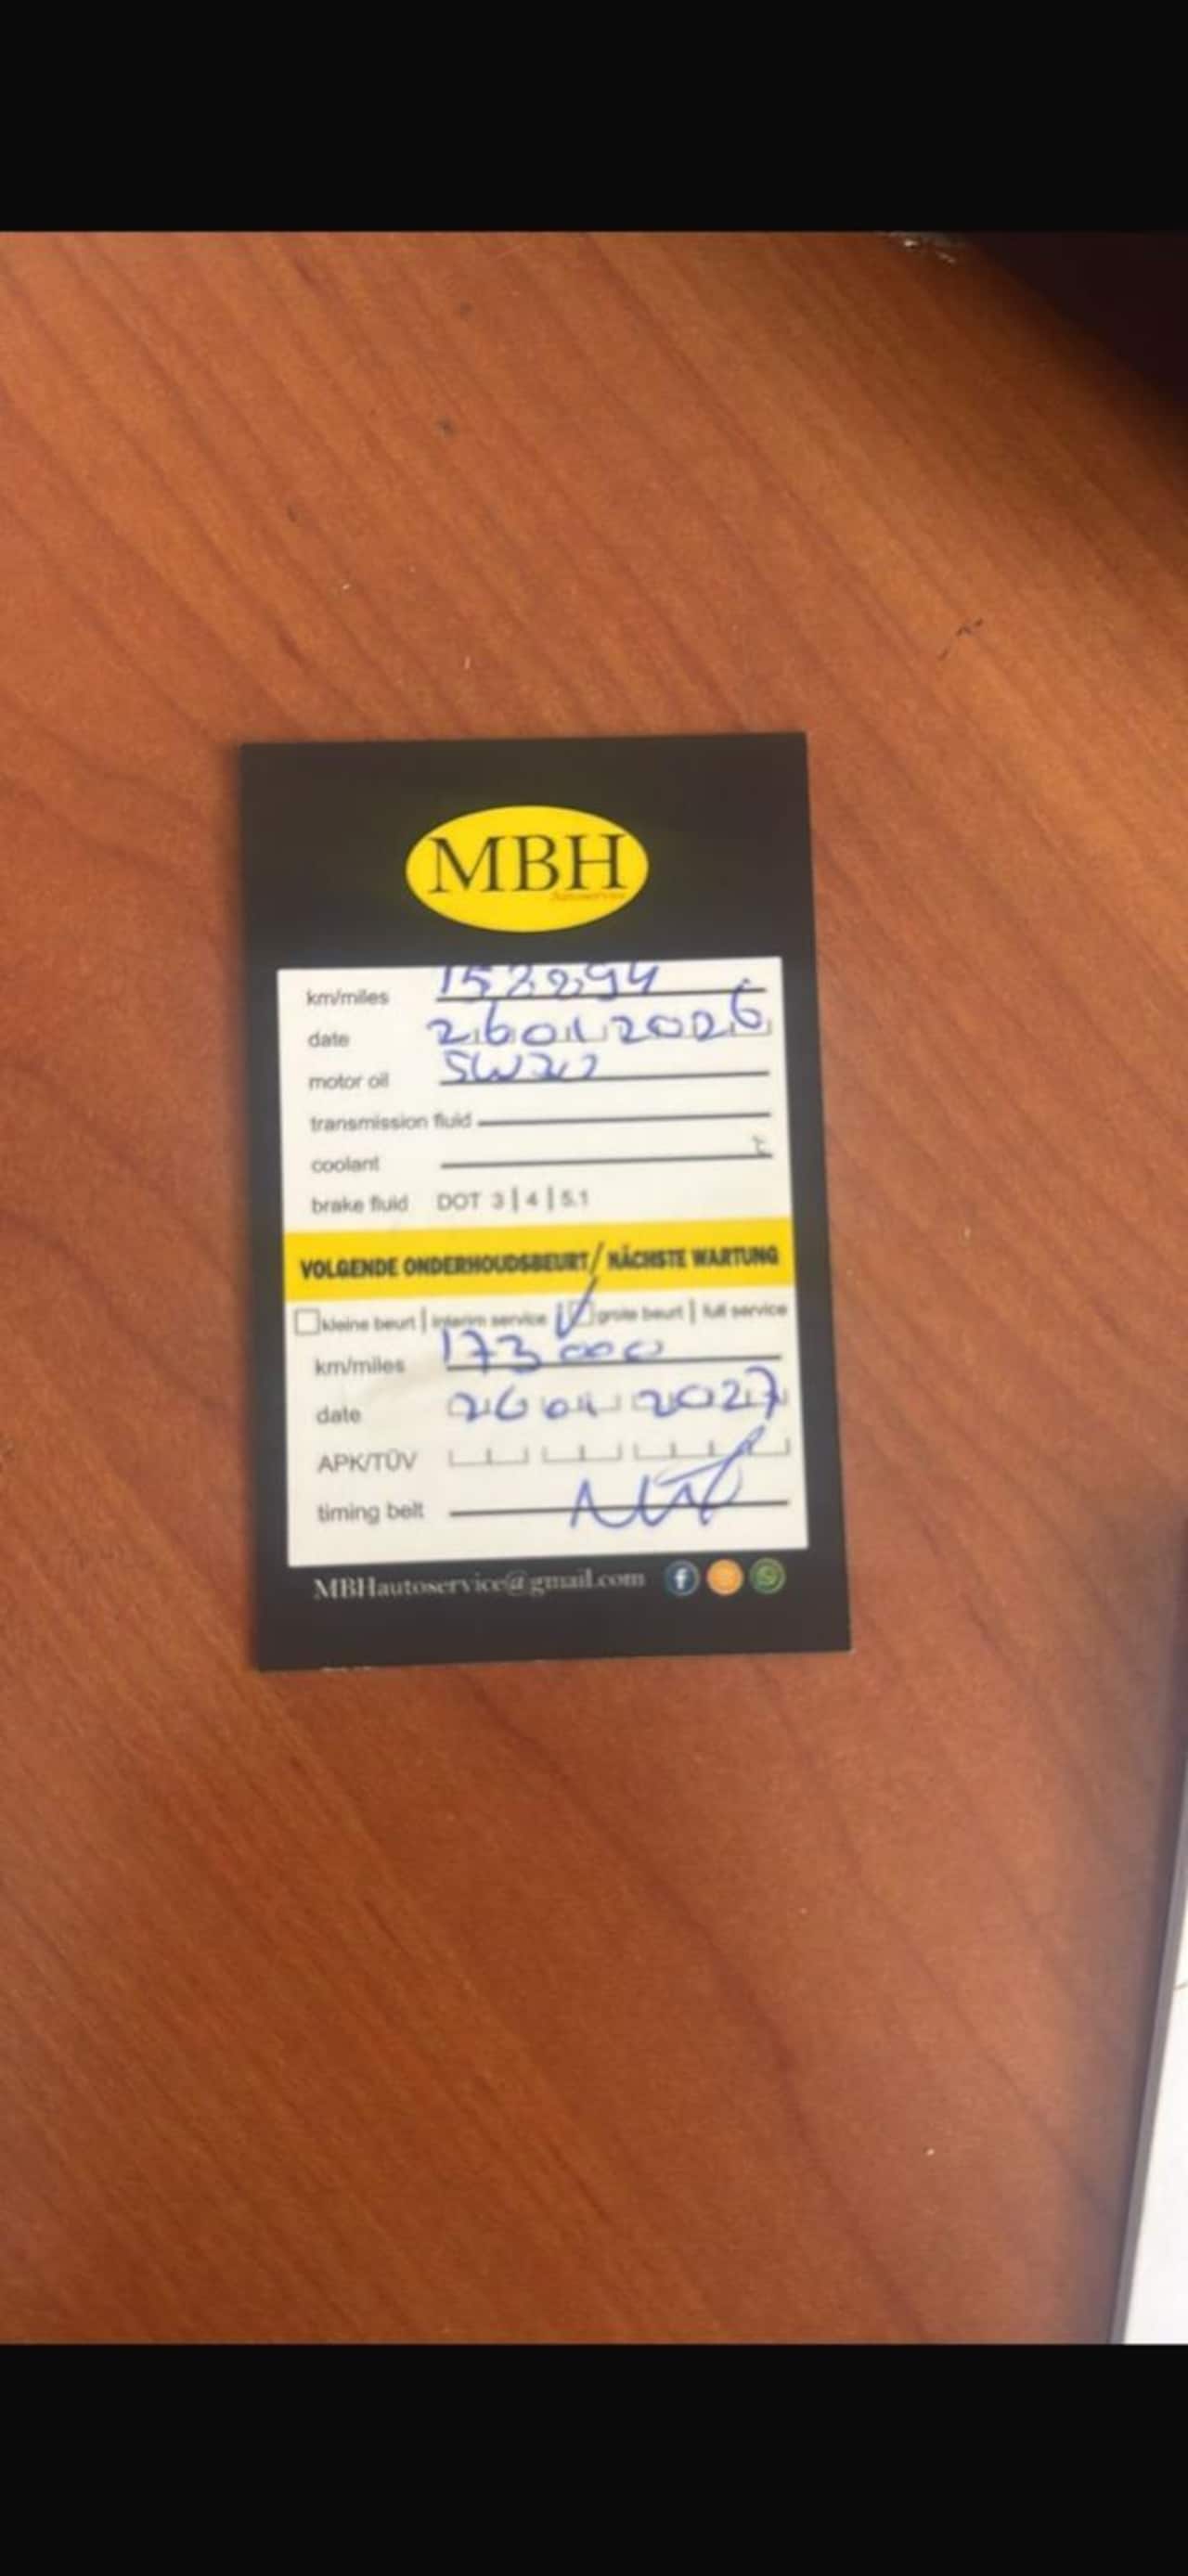 MBH
Autoservice
km/miles
date 26 01 2026
motor oil 5W30
transmission fluid
coolant
brake fluid DOT 3 | 4 | 5.1
VOLGENDE ONDERHOUDSBEURT / NÄCHSTE WARTUNG
kleine beurt | interim service grote beurt | full service
km/miles 173000
date 26 01 2027
APK/TÜV
timing belt
MBHautoservice@gmail.com